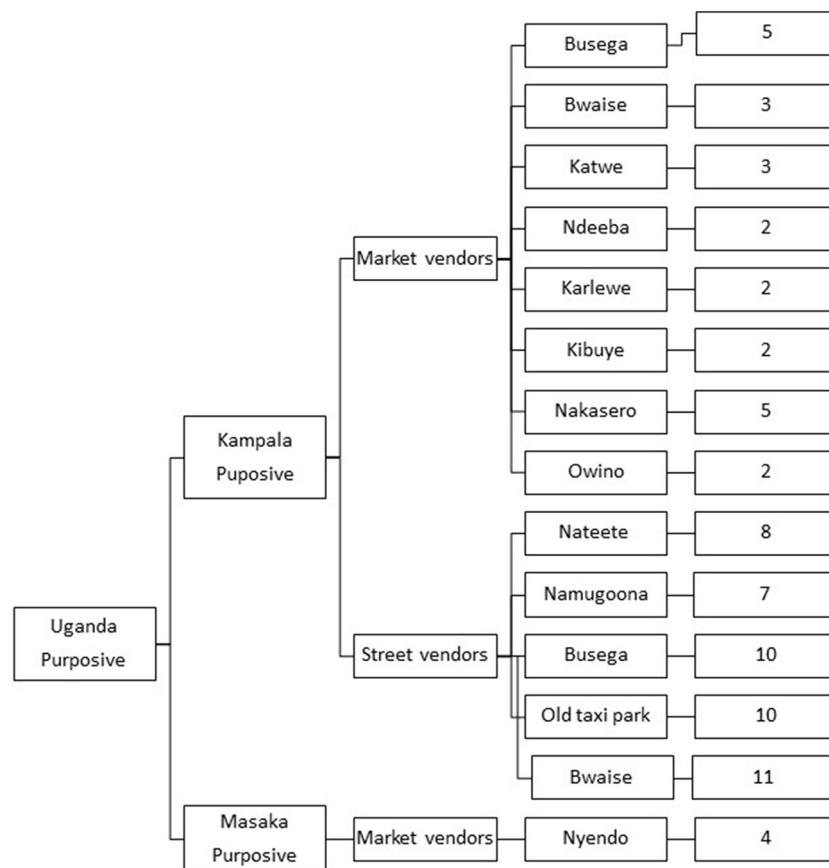 Busega
5
Bwaise
3
Katwe
3
Ndeeba
2
Market vendors
Karlewe
2
Kibuye
2
Nakasero
5
Kampala
Puposive
Owino
2
Nateete
8
Namugoona
7
Uganda
Purposive
Street vendors
Busega
10
Old taxi park
10
Bwaise
11
Masaka
Purposive
Market vendors
Nyendo
4